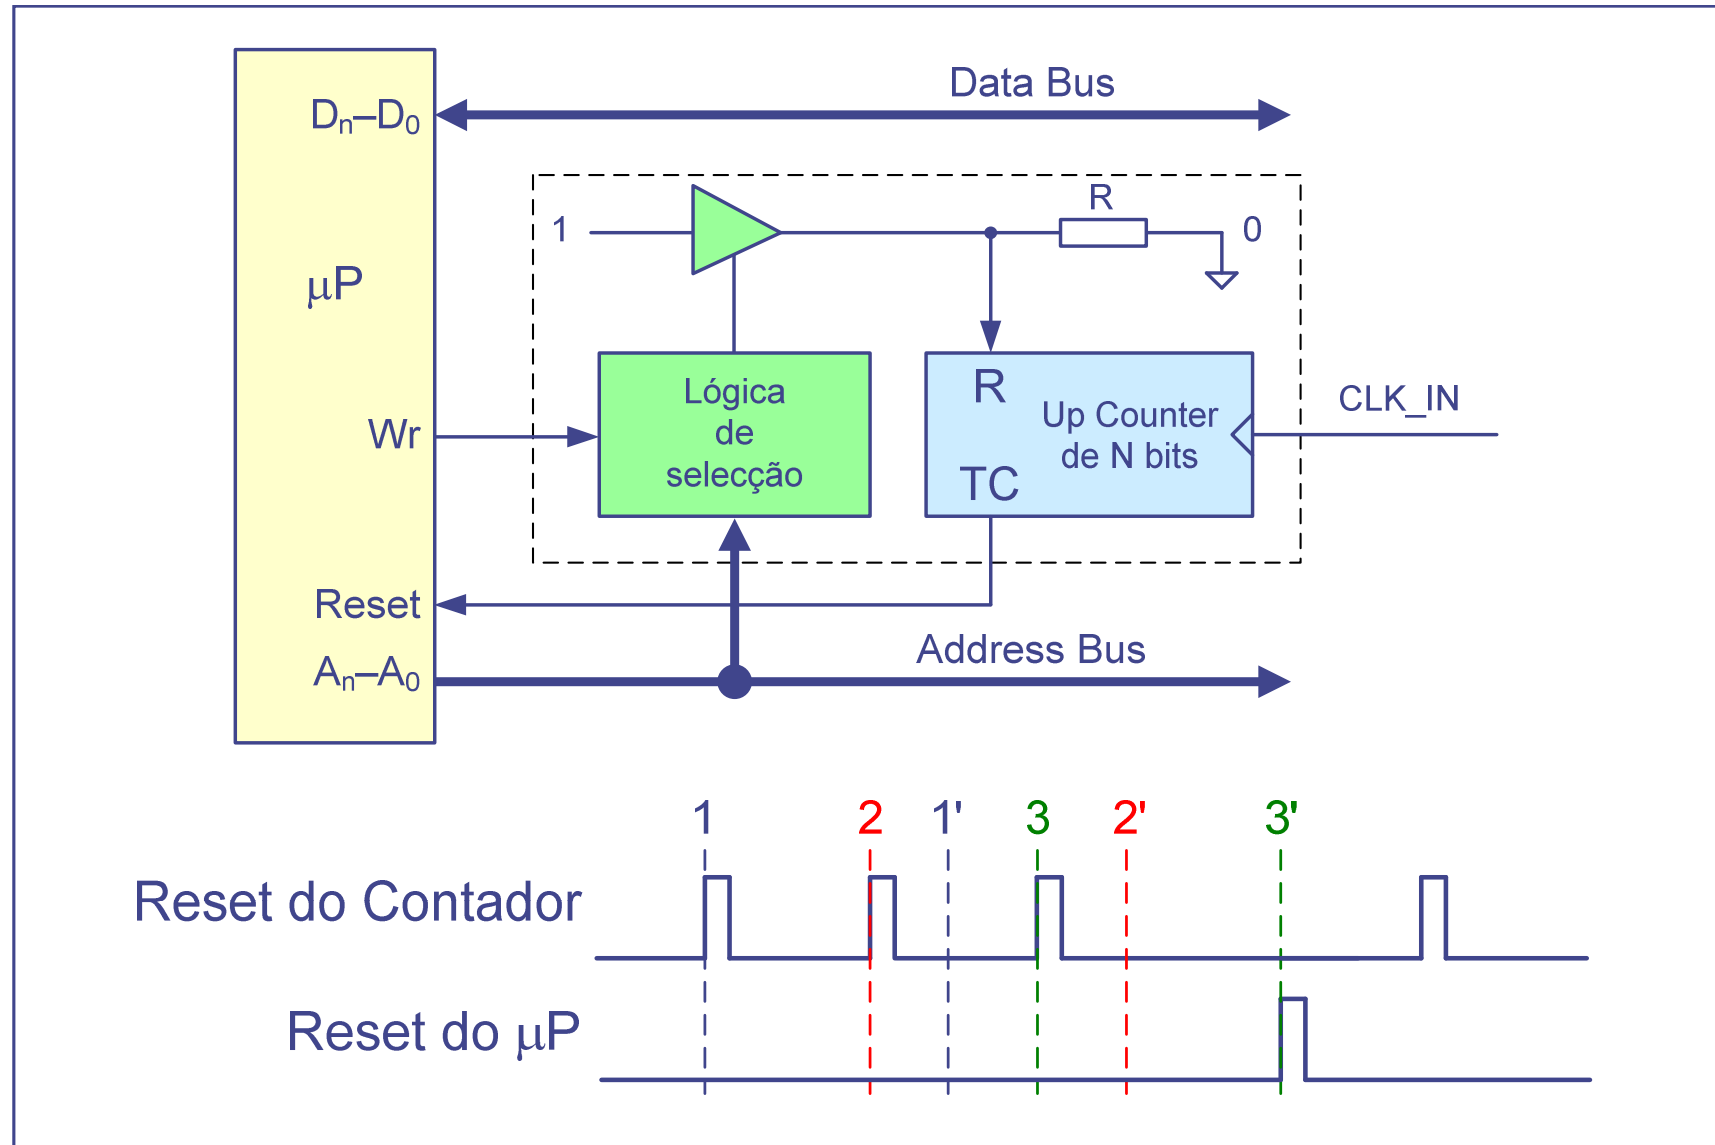 Data Bus
Dn–D0
R
1
0
μP
Lógica
de
selecção
R
Up Counter
de N bits
TC
CLK_IN
Wr
Reset
Address Bus
An–A0
1 2 1' 3 2' 3'
Reset do Contador
Reset do μP